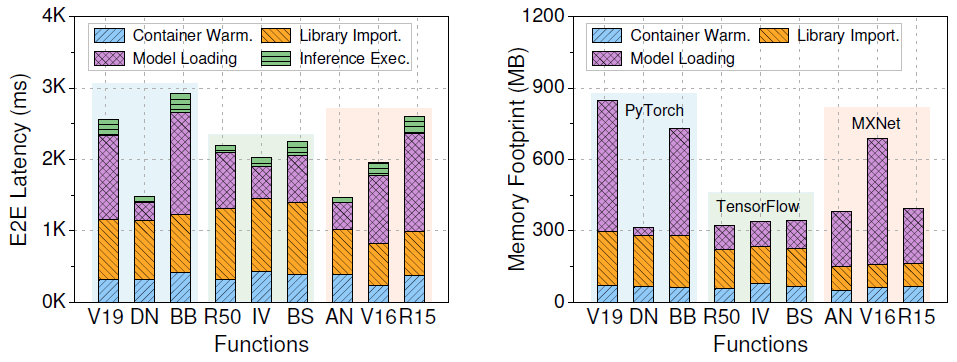 E2E Latency (ms)
4K
3K
2K
1K
0K
Container Warm.
Library Import.
Model Loading
Inference Exec.
V19 DN BB R50 IV BS AN V16 R15
Functions
Memory Footprint (MB)
1200
900
600
300
0
Container Warm.
Library Import.
Model Loading
PyTorch
TensorFlow
MXNet
V19 DN BB R50 IV BS AN V16 R15
Functions